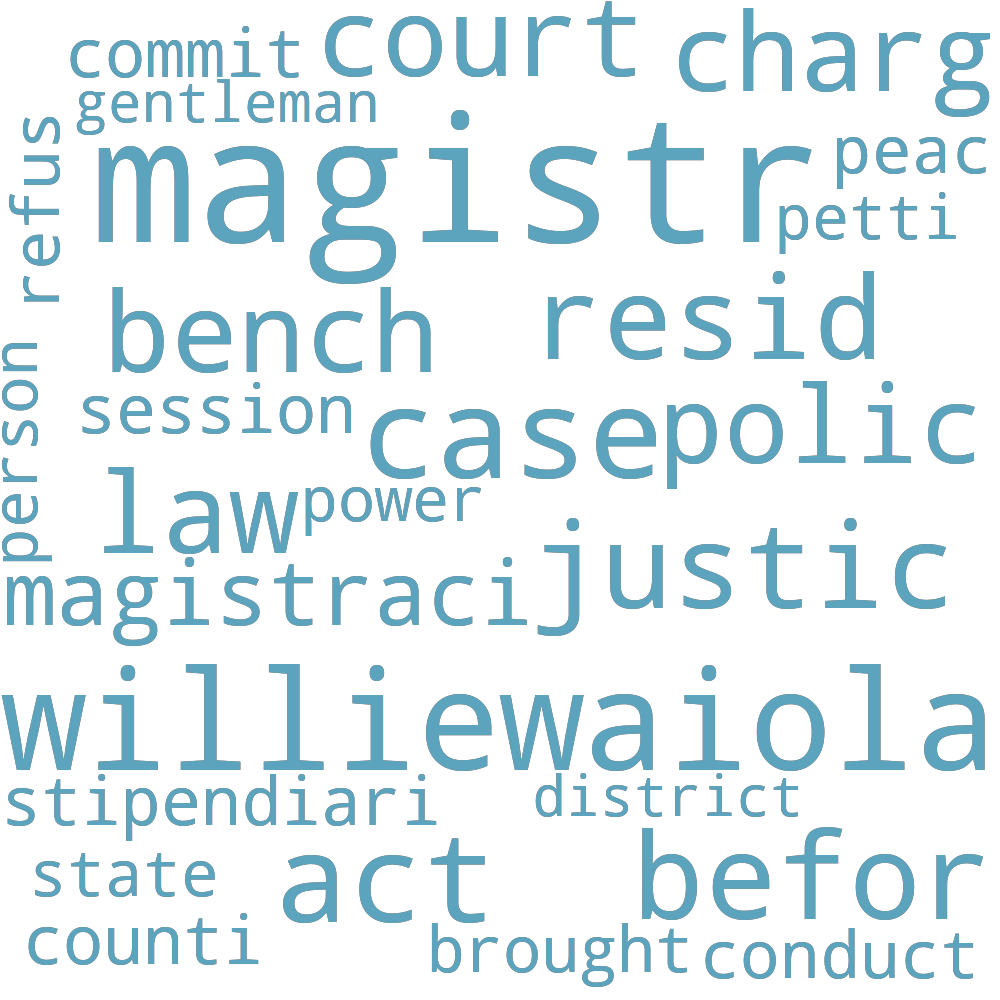 commit court charg
gentleman
magistr
peac
petti
refus
bench resid
person
session case polic
law power
magistraci justic
williewaiola
stipendiari district
state act befor
counti brought conduct